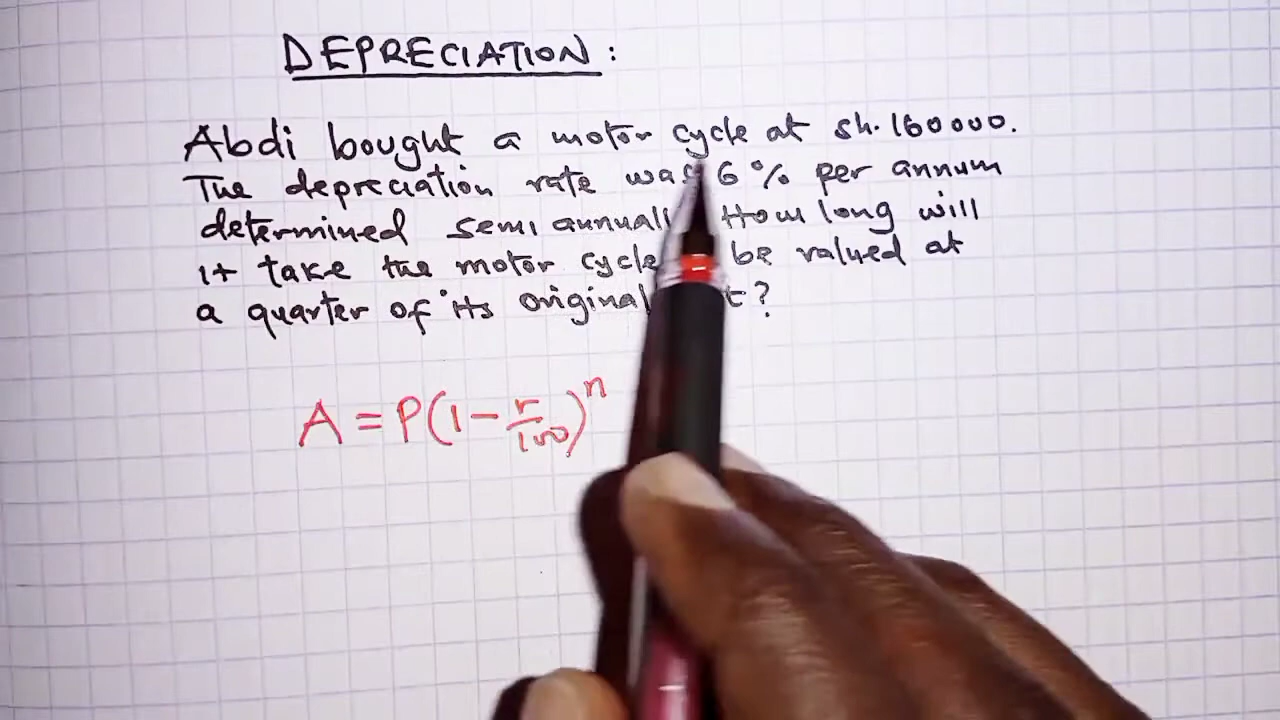 DEPRECIATION:
Abdi bought a motor cycle at sh. 160000.
The depreciation rate was 6% per annum
determined semi annually How long will
it take the motor cycle be valued at
a quarter of its original ?
A = P(1 - r/100)^n